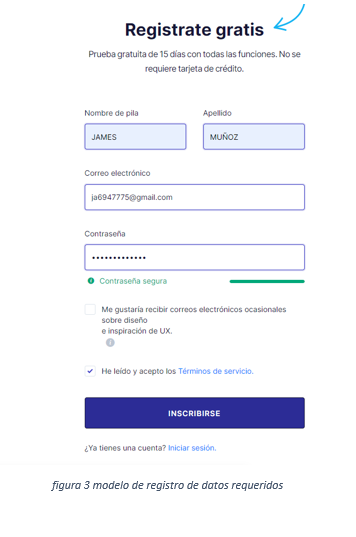 Registrate gratis
Prueba gratuita de 15 días con todas las funciones. No se
requiere tarjeta de crédito.
Nombre de pila Apellido
JAMES MUÑOZ
Correo electrónico
ja6947775@gmail.com
Contraseña
•••••••••••••
Contraseña segura
Me gustaría recibir correos electrónicos ocasionales
sobre diseño
e inspiración de UX.
He leído y acepto los Términos de servicio.
INSCRIBIRSE
¿Ya tienes una cuenta? Iniciar sesión.
figura 3 modelo de registro de datos requeridos